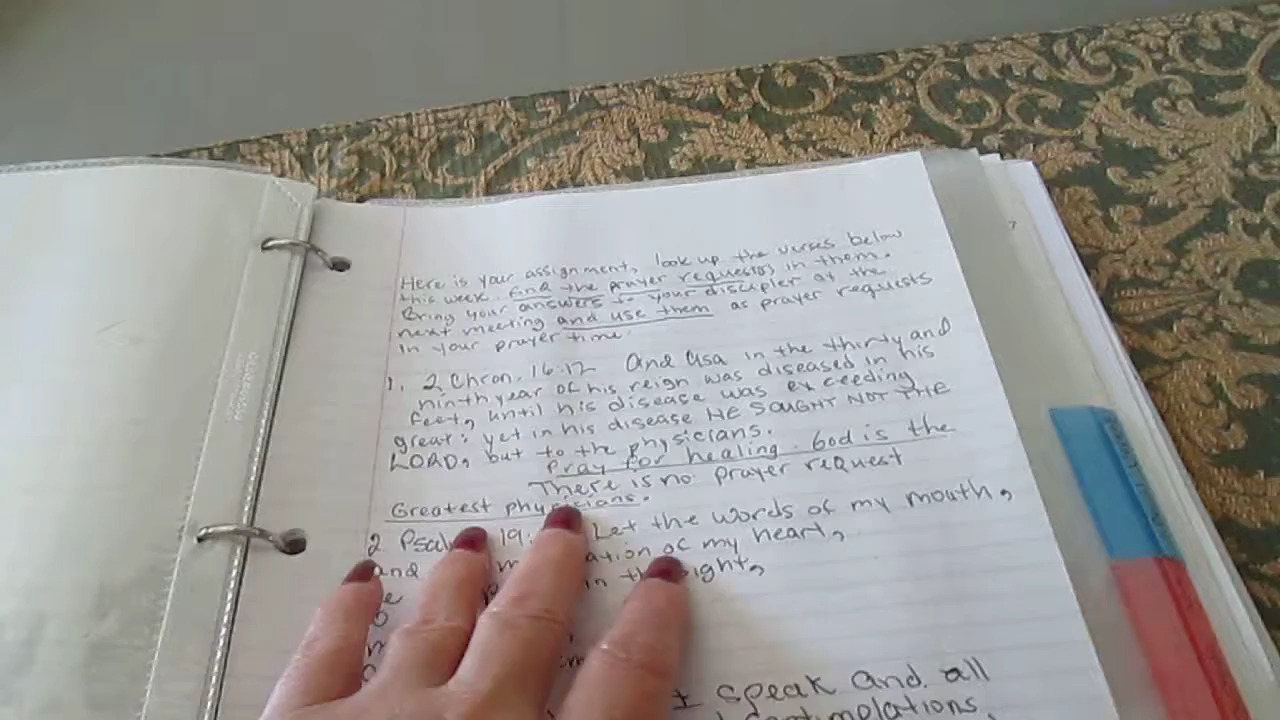 Here is your assignment, look up the verses below
this week. Find the prayer requests in them.
Bring your answers to your discipler at the
next meeting and use them as prayer requests
in your prayer time.
1. 2 Chron. 16:12 And Asa in the thirty and
ninth year of his reign was diseased in his
feet, until his disease was exceeding
great: yet in his disease HE SOUGHT NOT THE
LORD, but to the physicians.
Pray for healing. God is the
There is no prayer request
Greatest physicians.
2. Psal 19: Let the words of my mouth,
and m ation of my heart,
be in thy sight,
I speak and all